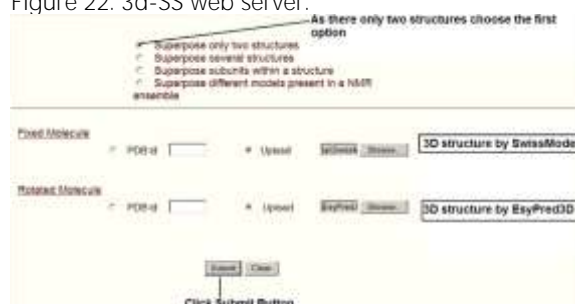 Figure 22. 3d-SS web server.
As there only two structures choose the first option
Superpose only two structures
Superpose several structures
Superpose subunits within a structure
Superpose different models present in a NMR
ensemble
Fixed Molecule
PDB-id
Upload
Browse...
3D structure by SwissMode
Rotated Molecule
PDB-id
Upload
EsyPred3
Browse...
3D structure by EsyPred3D
Submit
Clear
Click Submit Button